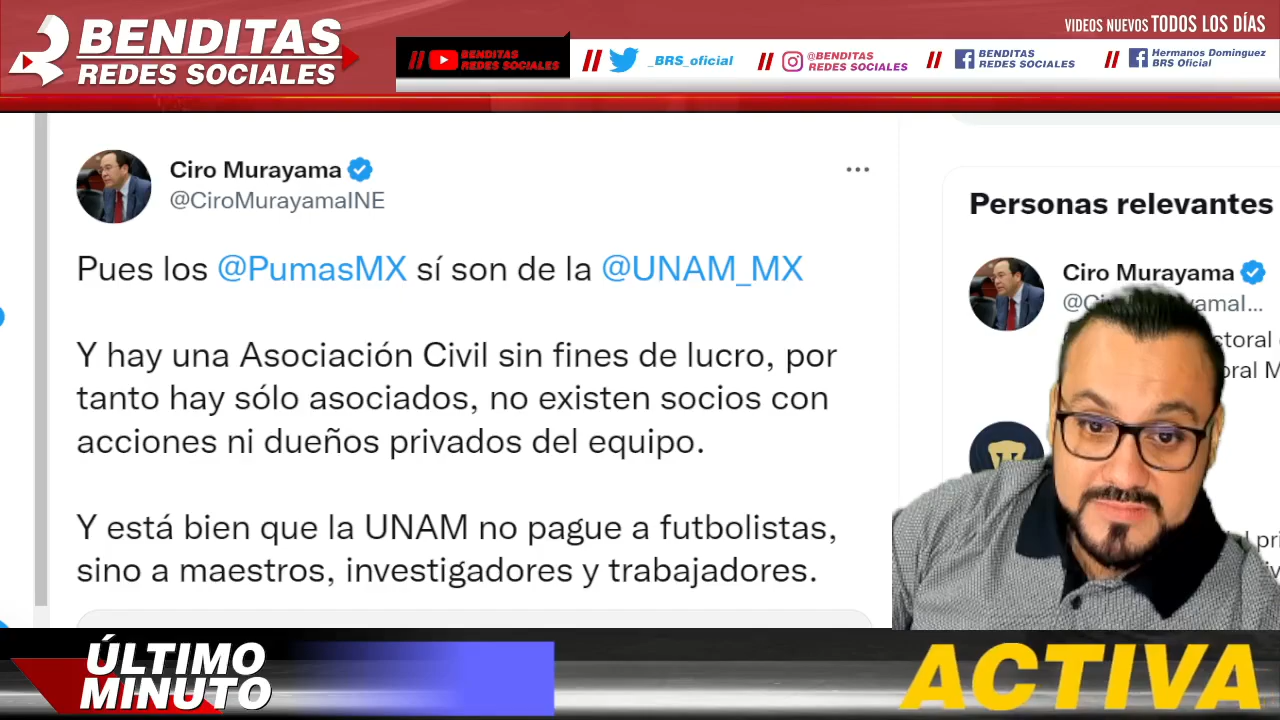 BENDITAS
REDES SOCIALES
VIDEOS NUEVOS TODOS LOS DÍAS
BENDITAS
REDES SOCIALES
_BRS_oficial
@BENDITAS
REDES SOCIALES
BENDITAS
REDES SOCIALES
Hermanos Dominguez
BRS Oficial
Ciro Murayama
@CiroMurayamaINE
Pues los @PumasMX sí son de la @UNAM_MX
Y hay una Asociación Civil sin fines de lucro, por
tanto hay sólo asociados, no existen socios con
acciones ni dueños privados del equipo.
Y está bien que la UNAM no pague a futbolistas,
sino a maestros, investigadores y trabajadores.
Personas relevantes
Ciro Murayama
ÚLTIMO
MINUTO
ACTIVA